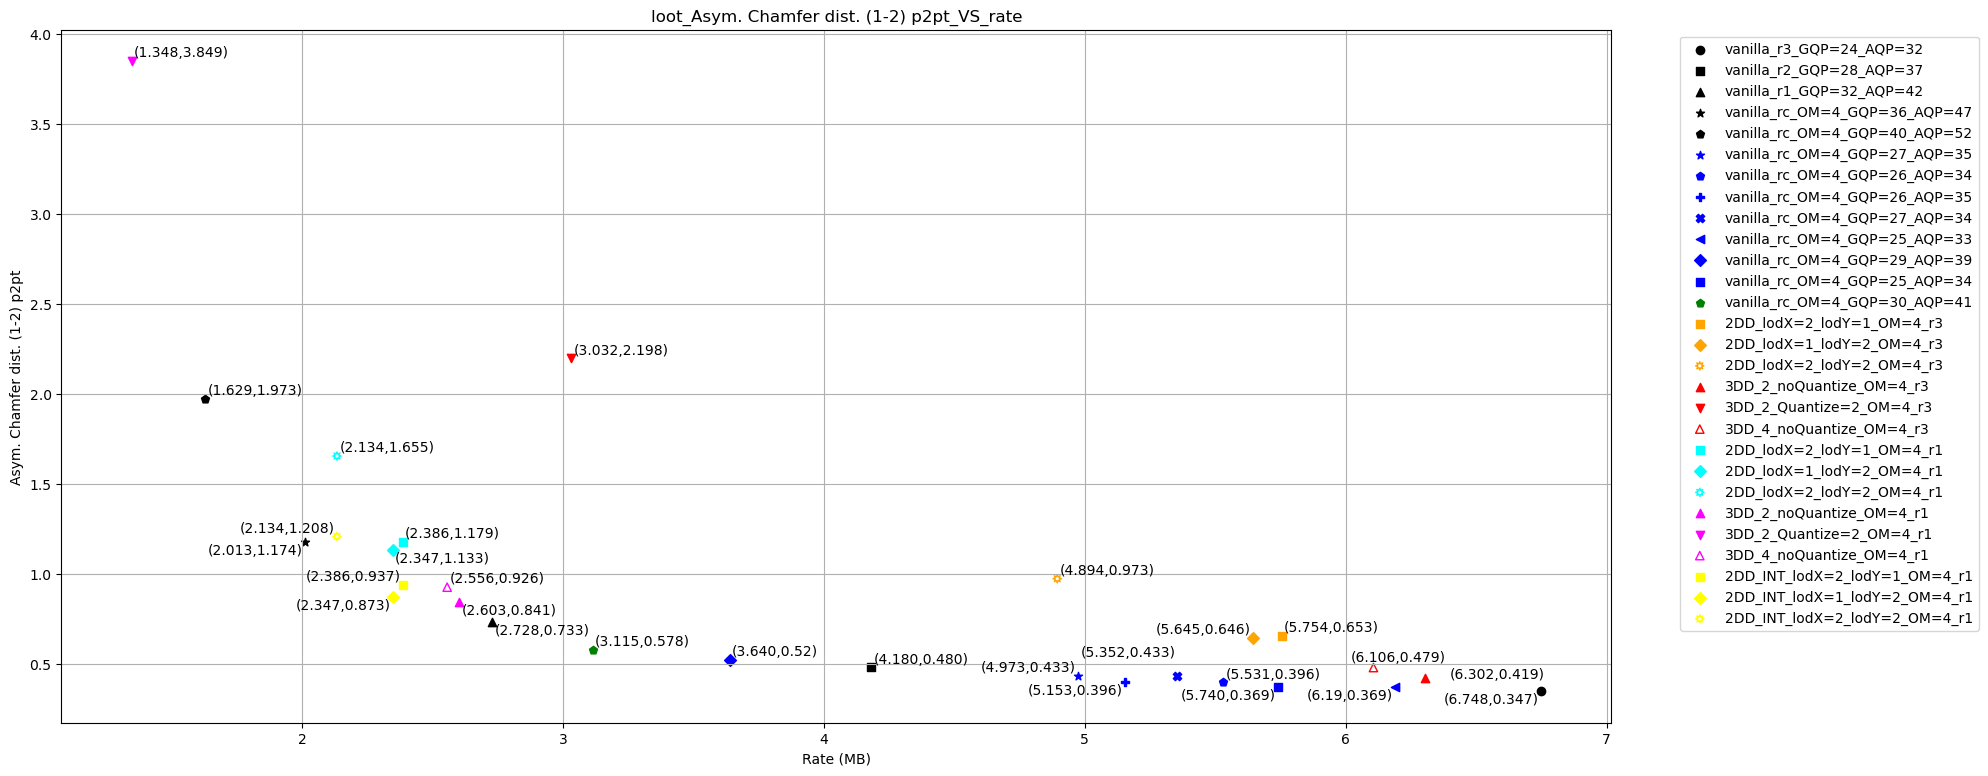 loot_Asym. Chamfer dist. (1-2) p2pt_VS_rate
4.0
3.5
3.0
2.5
2.0
1.5
1.0
0.5
Asym. Chamfer dist. (1-2) p2pt
(1.348,3.849)
(3.032,2.198)
(1.629,1.973)
(2.134,1.655)
(2.134,1.208)
(2.386,1.179)
(2.013,1.174)
(2.347,1.133)
(2.386,0.937)
(2.556,0.926)
(4.894,0.973)
(2.347,0.873)
(2.603,0.841)
(2.728,0.733)
(3.115,0.578)
(3.640,0.52)
(4.180,0.480)
(4.973,0.433)
(5.352,0.433)
(5.645,0.646)
(5.754,0.653)
(5.153,0.396)
(5.531,0.396)
(5.740,0.369)
(6.106,0.479)
(6.19,0.369)
(6.302,0.419)
(6.748,0.347)
2
3
4
5
6
7
Rate (MB)
vanilla_r3_GQP=24_AQP=32
vanilla_r2_GQP=28_AQP=37
vanilla_r1_GQP=32_AQP=42
vanilla_rc_OM=4_GQP=36_AQP=47
vanilla_rc_OM=4_GQP=40_AQP=52
vanilla_rc_OM=4_GQP=27_AQP=35
vanilla_rc_OM=4_GQP=26_AQP=34
vanilla_rc_OM=4_GQP=26_AQP=35
vanilla_rc_OM=4_GQP=27_AQP=34
vanilla_rc_OM=4_GQP=25_AQP=33
vanilla_rc_OM=4_GQP=29_AQP=39
vanilla_rc_OM=4_GQP=25_AQP=34
vanilla_rc_OM=4_GQP=30_AQP=41
2DD_lodX=2_lodY=1_OM=4_r3
2DD_lodX=1_lodY=2_OM=4_r3
2DD_lodX=2_lodY=2_OM=4_r3
3DD_2_noQuantize_OM=4_r3
3DD_2_Quantize=2_OM=4_r3
3DD_4_noQuantize_OM=4_r3
2DD_lodX=2_lodY=1_OM=4_r1
2DD_lodX=1_lodY=2_OM=4_r1
2DD_lodX=2_lodY=2_OM=4_r1
3DD_2_noQuantize_OM=4_r1
3DD_2_Quantize=2_OM=4_r1
3DD_4_noQuantize_OM=4_r1
2DD_INT_lodX=2_lodY=1_OM=4_r1
2DD_INT_lodX=1_lodY=2_OM=4_r1
2DD_INT_lodX=2_lodY=2_OM=4_r1